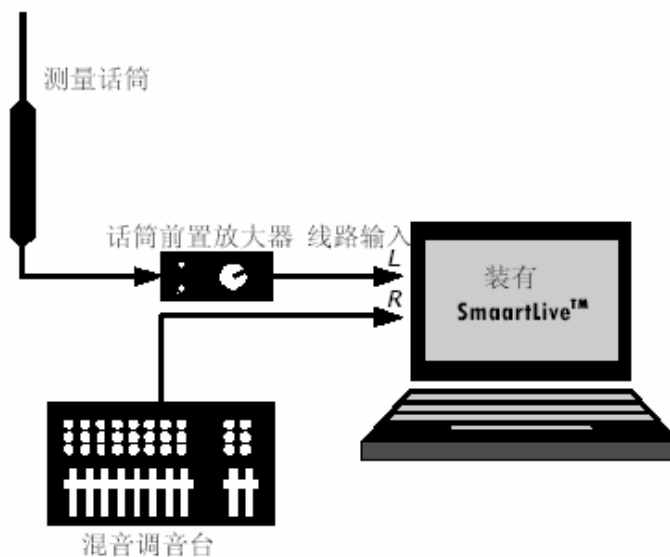 测量话筒
话筒前置放大器 线路输入
L
R
装有
SmaartLive™
混音调音台